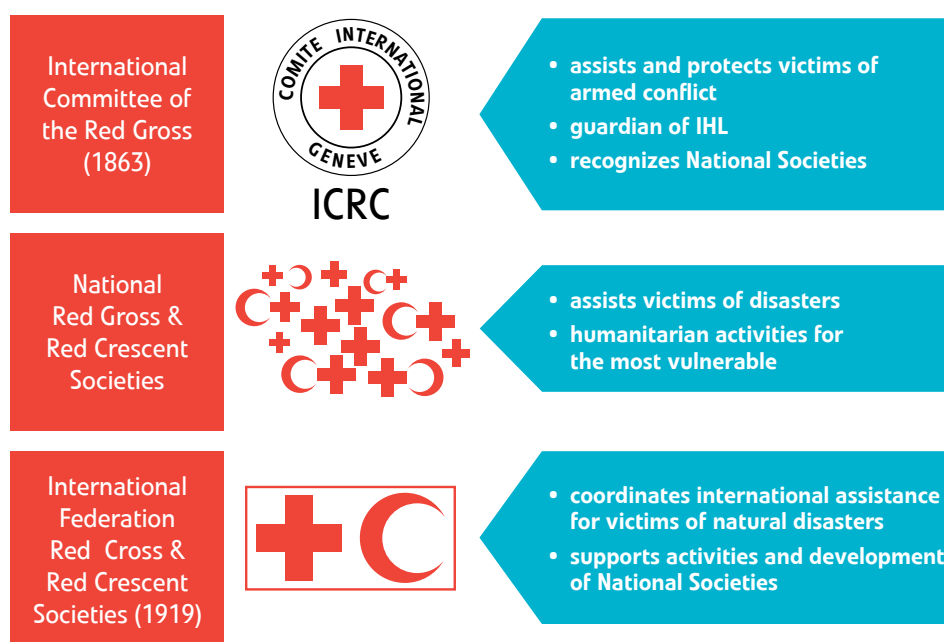 International
Committee of
the Red Gross
(1863)
COMITE INTERNATIONAL
GENEVE
ICRC
• assists and protects victims of
armed conflict
• guardian of IHL
• recognizes National Societies
National
Red Gross &
Red Crescent
Societies
• assists victims of disasters
• humanitarian activities for
the most vulnerable
International
Federation
Red Cross &
Red Crescent
Societies (1919)
• coordinates international assistance
for victims of natural disasters
• supports activities and development
of National Societies